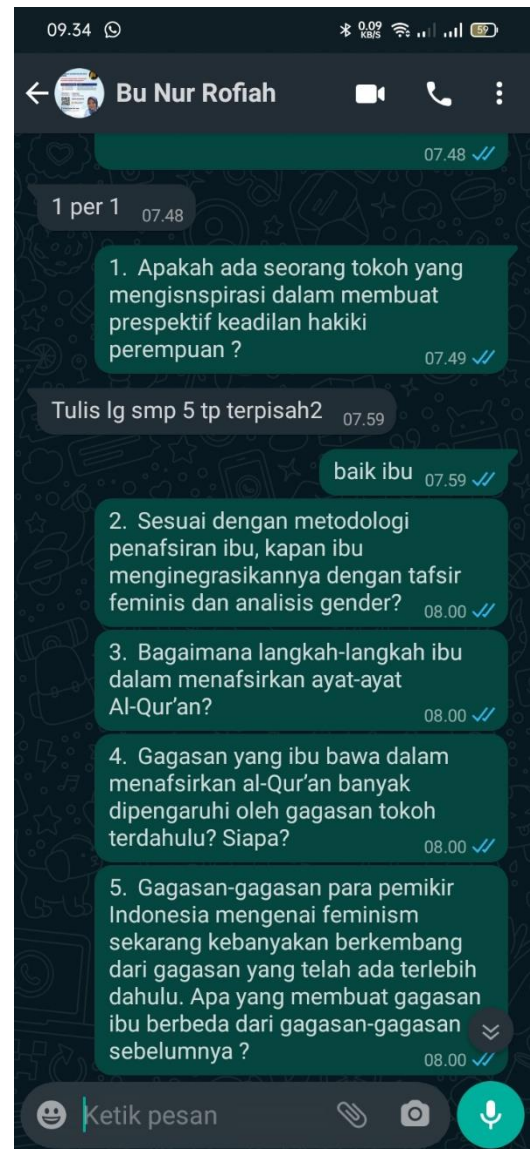 09.34
0.09 KB/S
59
Bu Nur Rofiah
07.48
1 per 1 07.48
1. Apakah ada seorang tokoh yang
mengisnspirasi dalam membuat
prespektif keadilan hakiki
perempuan ?
07.49
Tulis lg smp 5 tp terpisah2 07.59
baik ibu 07.59
2. Sesuai dengan metodologi
penafsiran ibu, kapan ibu
menginegrasikannya dengan tafsir
feminis dan analisis gender? 08.00
3. Bagaimana langkah-langkah ibu
dalam menafsirkan ayat-ayat
Al-Qur’an?
08.00
4. Gagasan yang ibu bawa dalam
menafsirkan al-Qur’an banyak
dipengaruhi oleh gagasan tokoh
terdahulu? Siapa?
08.00
5. Gagasan-gagasan para pemikir
Indonesia mengenai feminism
sekarang kebanyakan berkembang
dari gagasan yang telah ada terlebih
dahulu. Apa yang membuat gagasan
ibu berbeda dari gagasan-gagasan
sebelumnya ?
08.00
Ketik pesan